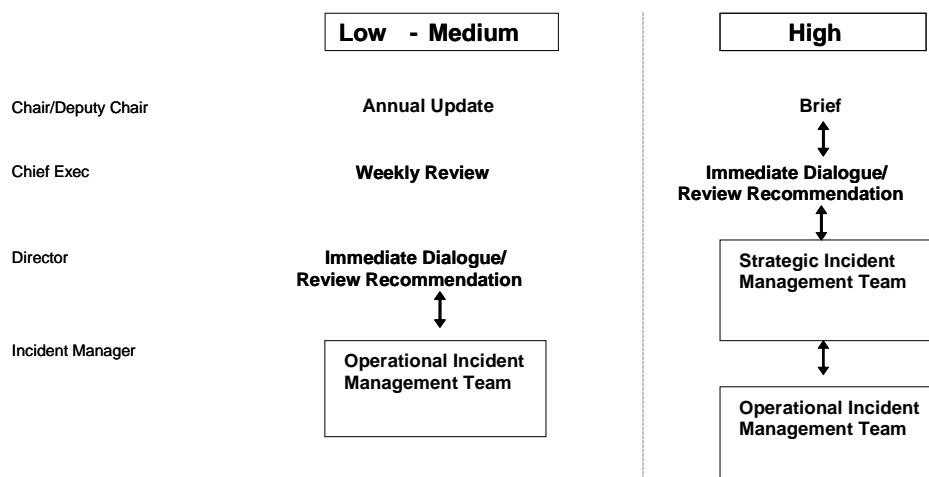 Low - Medium
High
Chair/Deputy Chair
Annual Update
Brief
Chief Exec
Weekly Review
Immediate Dialogue/
Review Recommendation
Director
Immediate Dialogue/
Review Recommendation
Strategic Incident
Management Team
Incident Manager
Operational Incident
Management Team
Operational Incident
Management Team